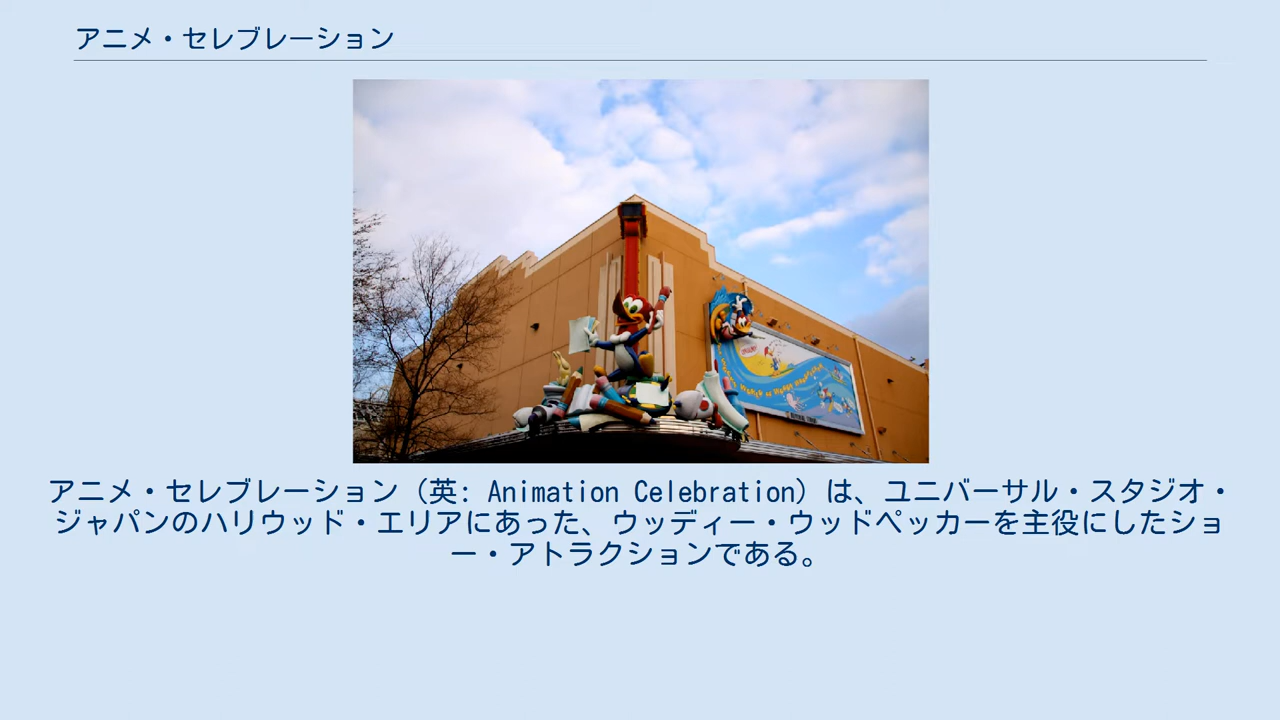 アニメ・セレブレーション
アニメ・セレブレーション（英: Animation Celebration）は、ユニバーサル・スタジオ・
ジャパンのハリウッド・エリアにあった、ウッディー・ウッドペッカーを主役にしたショ
ー・アトラクションである。